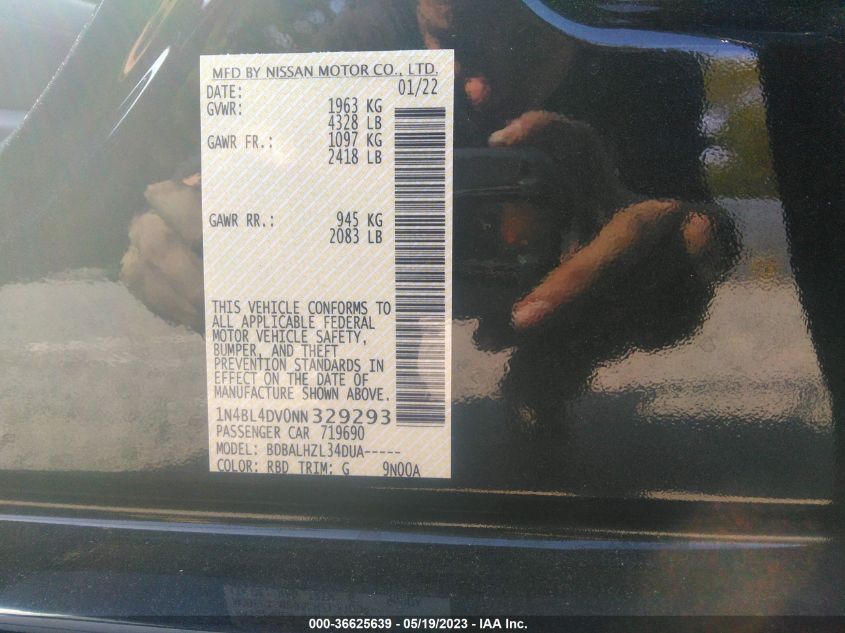 MFD BY NISSAN MOTOR CO., LTD.
DATE: 01/22
GVWR: 1963 KG
4328 LB
GAWR FR.: 1097 KG
2418 LB
GAWR RR.: 945 KG
2083 LB
THIS VEHICLE CONFORMS TO
ALL APPLICABLE FEDERAL
MOTOR VEHICLE SAFETY,
BUMPER, AND THEFT
PREVENTION STANDARDS IN
EFFECT ON THE DATE OF
MANUFACTURE SHOWN ABOVE.
1N4BL4DV0NN329293
PASSENGER CAR 719690
MODEL: BDBALHZL34DUA-----
COLOR: RBD TRIM: G 9N00A
000-36625639 / 05/19/2023 - IAA Inc.